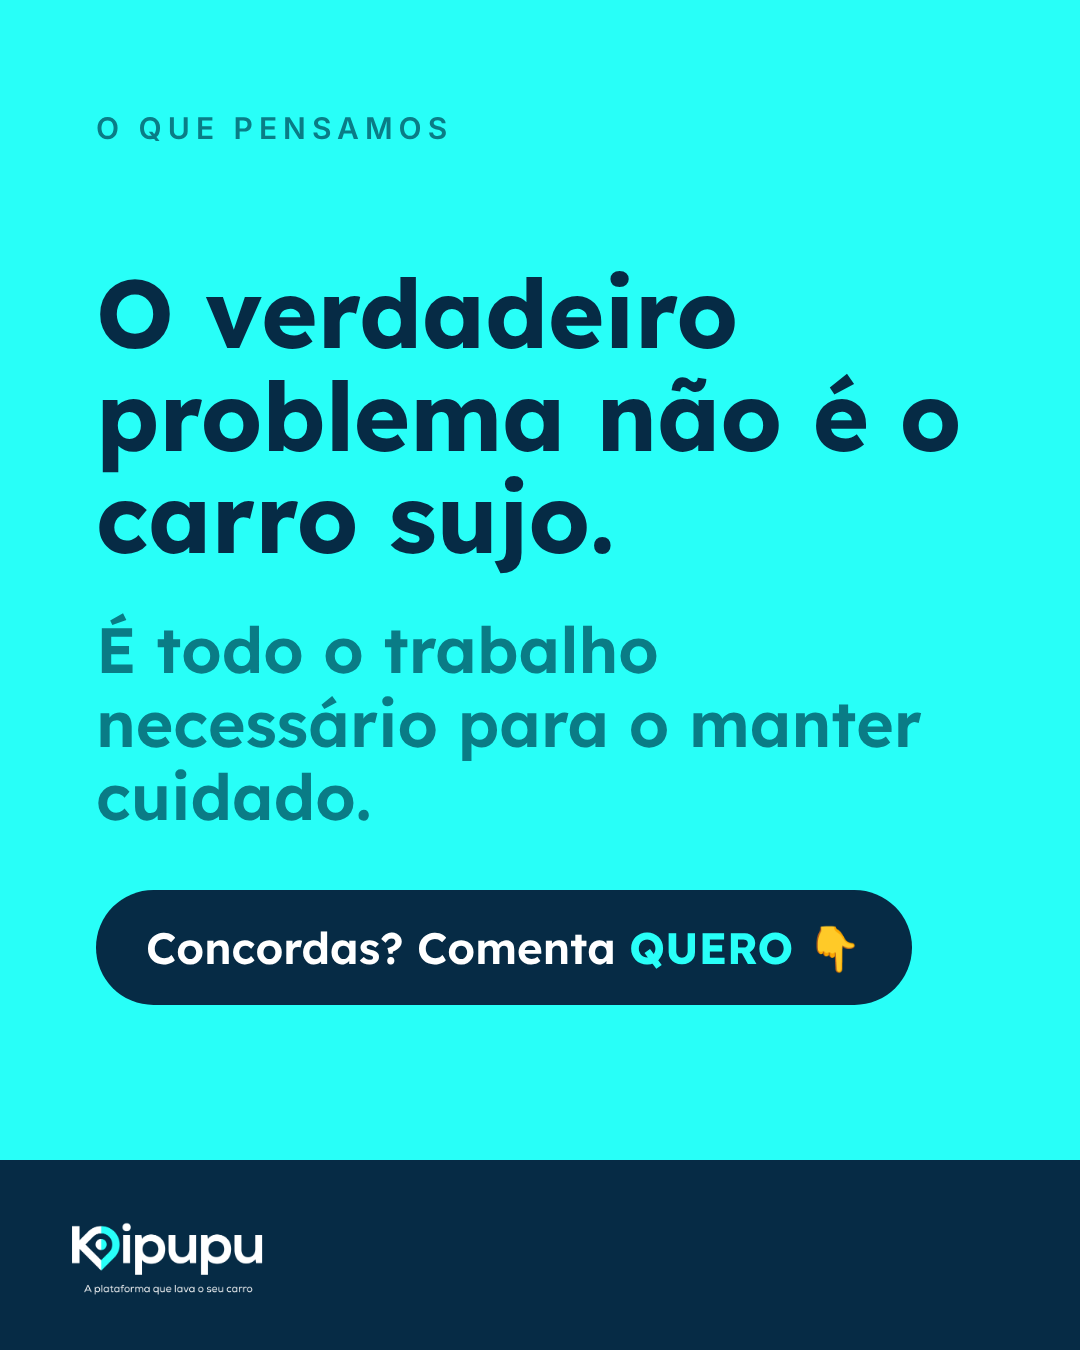 O QUE PENSAMOS
O verdadeiro
problema não é o
carro sujo.
É todo o trabalho
necessário para o manter
cuidado.
Concordas? Comenta QUERO 👇
Kipupu
A plataforma que lava o seu carro